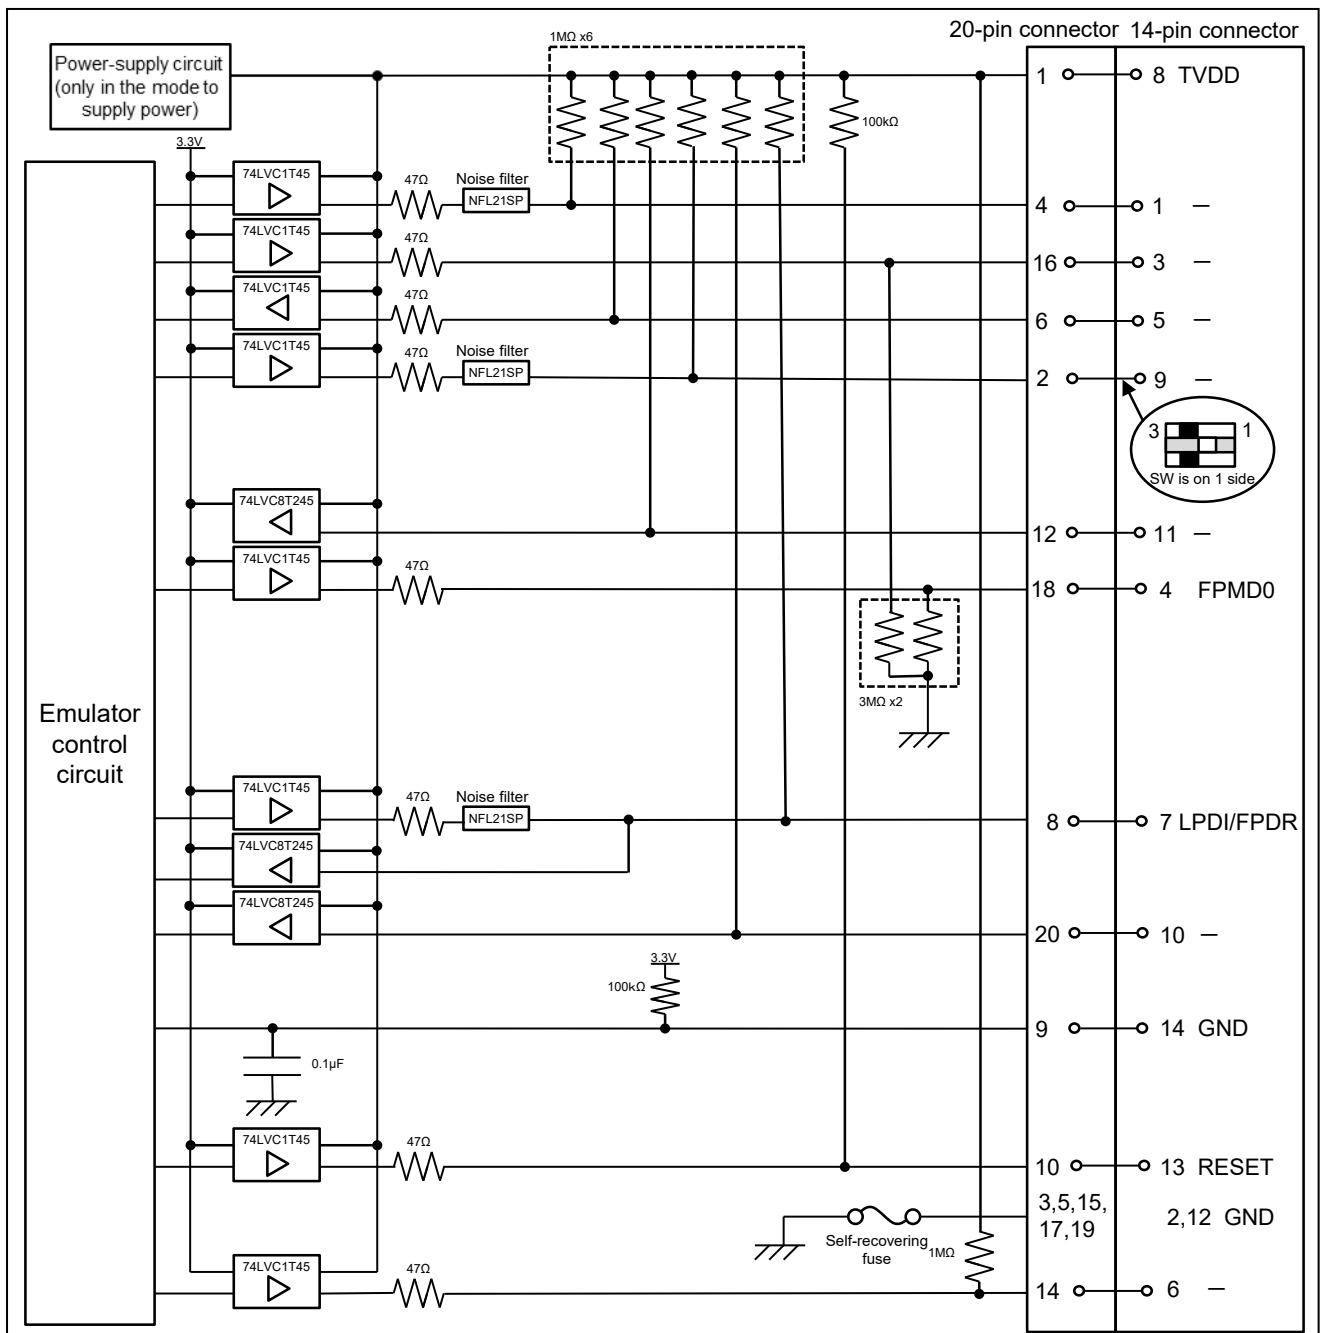 20-pin connector 14-pin connector
1MΩ x6
Power-supply circuit
(only in the mode to
supply power)
1 8 TVDD
100kΩ
3.3V
74LVC1T45
47Ω
Noise filter
NFL21SP
4 1 —
74LVC1T45
47Ω
16 3 —
74LVC1T45
47Ω
6 5 —
74LVC1T45
47Ω
Noise filter
NFL21SP
2 9 —
3 1
SW is on 1 side
74LVC8T245
12 11 —
74LVC1T45
47Ω
18 4 FPMD0
3MΩ x2
Emulator
control
circuit
74LVC1T45
47Ω
Noise filter
NFL21SP
8 7 LPDI/FPDR
74LVC8T245
74LVC8T245
20 10 —
3.3V
100kΩ
9 14 GND
0.1µF
74LVC1T45
47Ω
10 13 RESET
3,5,15,
17,19
2,12 GND
Self-recovering
fuse
1MΩ
74LVC1T45
47Ω
14 6 —